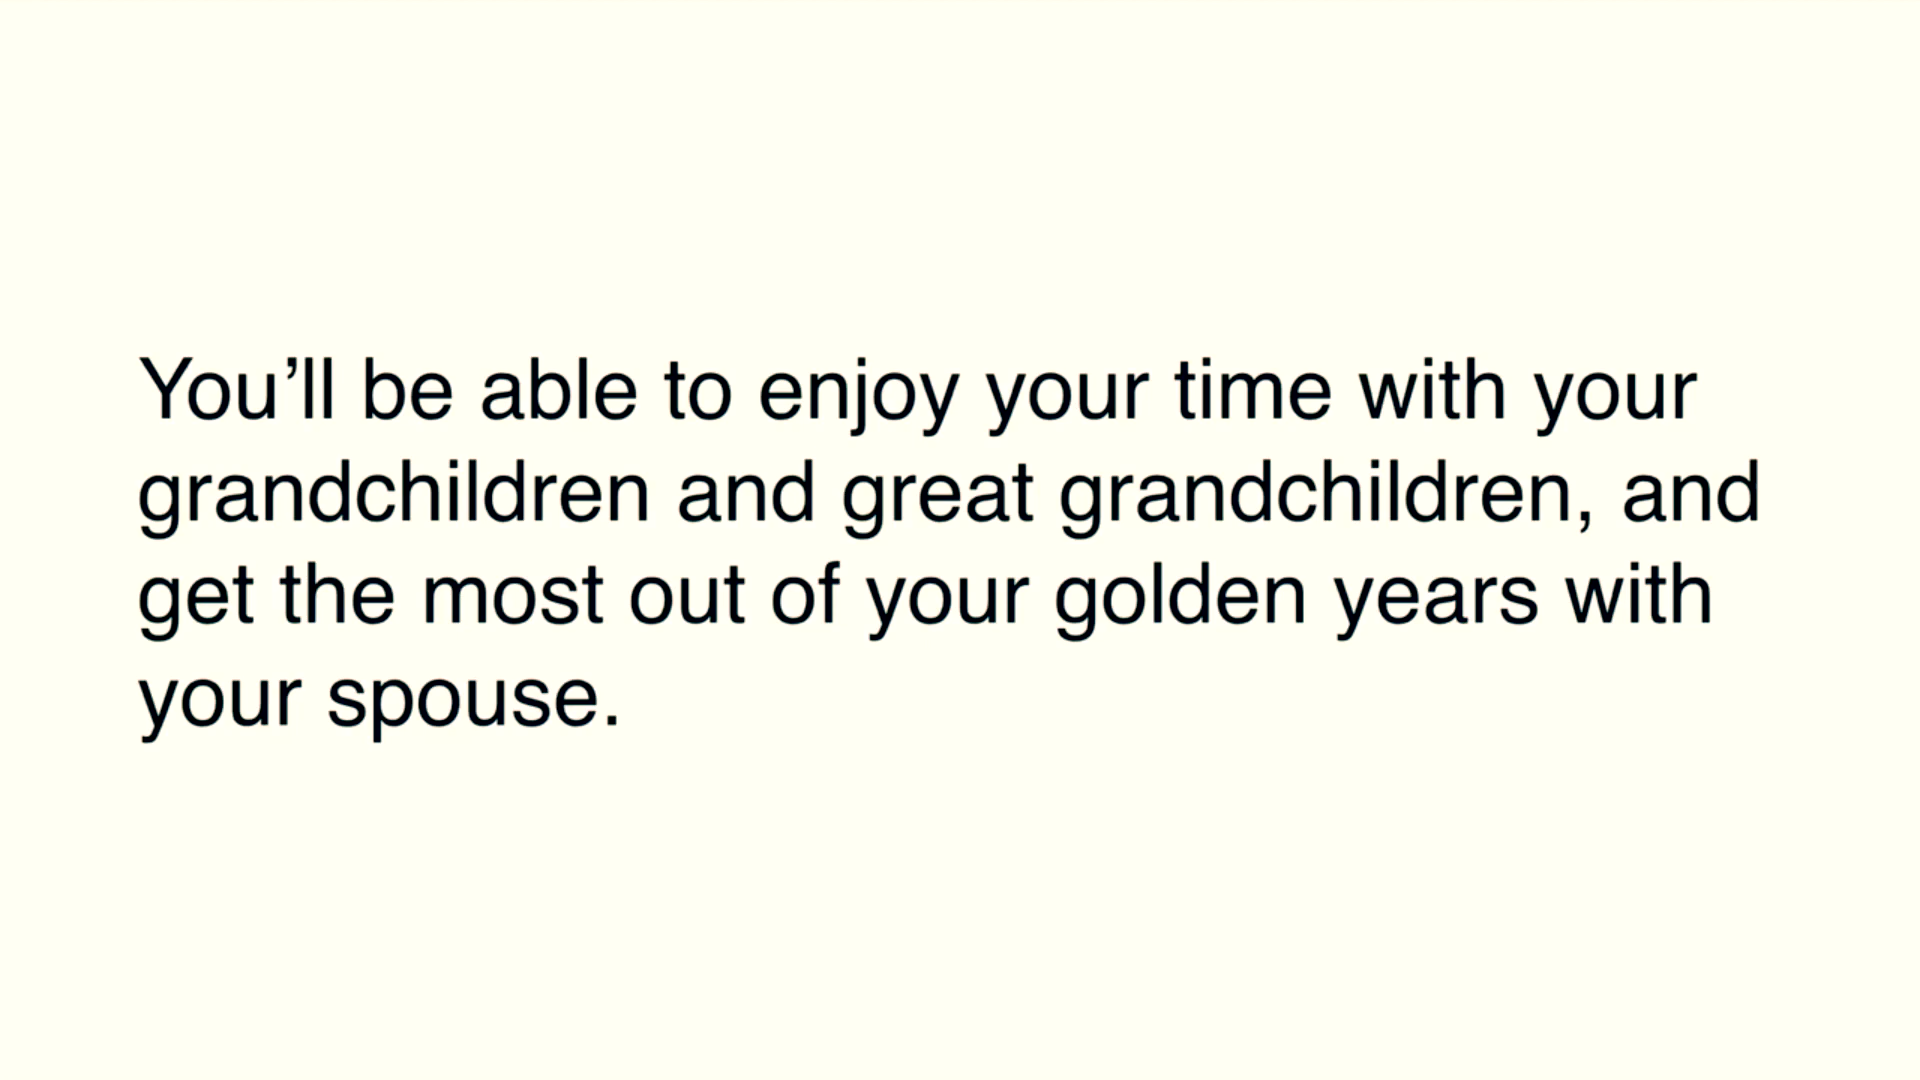 You’ll be able to enjoy your time with your
grandchildren and great grandchildren, and
get the most out of your golden years with
your spouse.